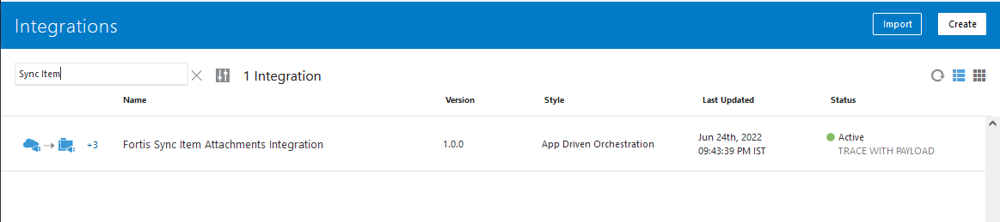 Integrations
Import
Create
Sync Item
1 Integration
Name Version Style Last Updated Status
+3 Fortis Sync Item Attachments Integration 1.0.0 App Driven Orchestration Jun 24th, 2022 Active
09:43:39 PM IST TRACE WITH PAYLOAD